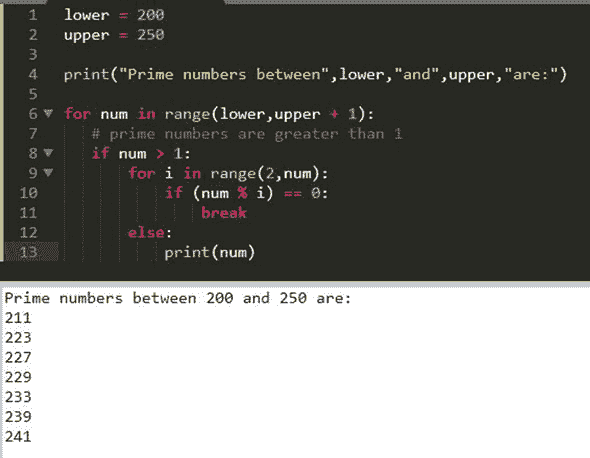 1 lower = 200
2 upper = 250
3
4 print("Prime numbers between",lower,"and",upper,"are:")
5
6 for num in range(lower,upper + 1):
7     # prime numbers are greater than 1
8     if num > 1:
9         for i in range(2,num):
10             if (num % i) == 0:
11                 break
12         else:
13             print(num)
Prime numbers between 200 and 250 are:
211
223
227
229
233
239
241